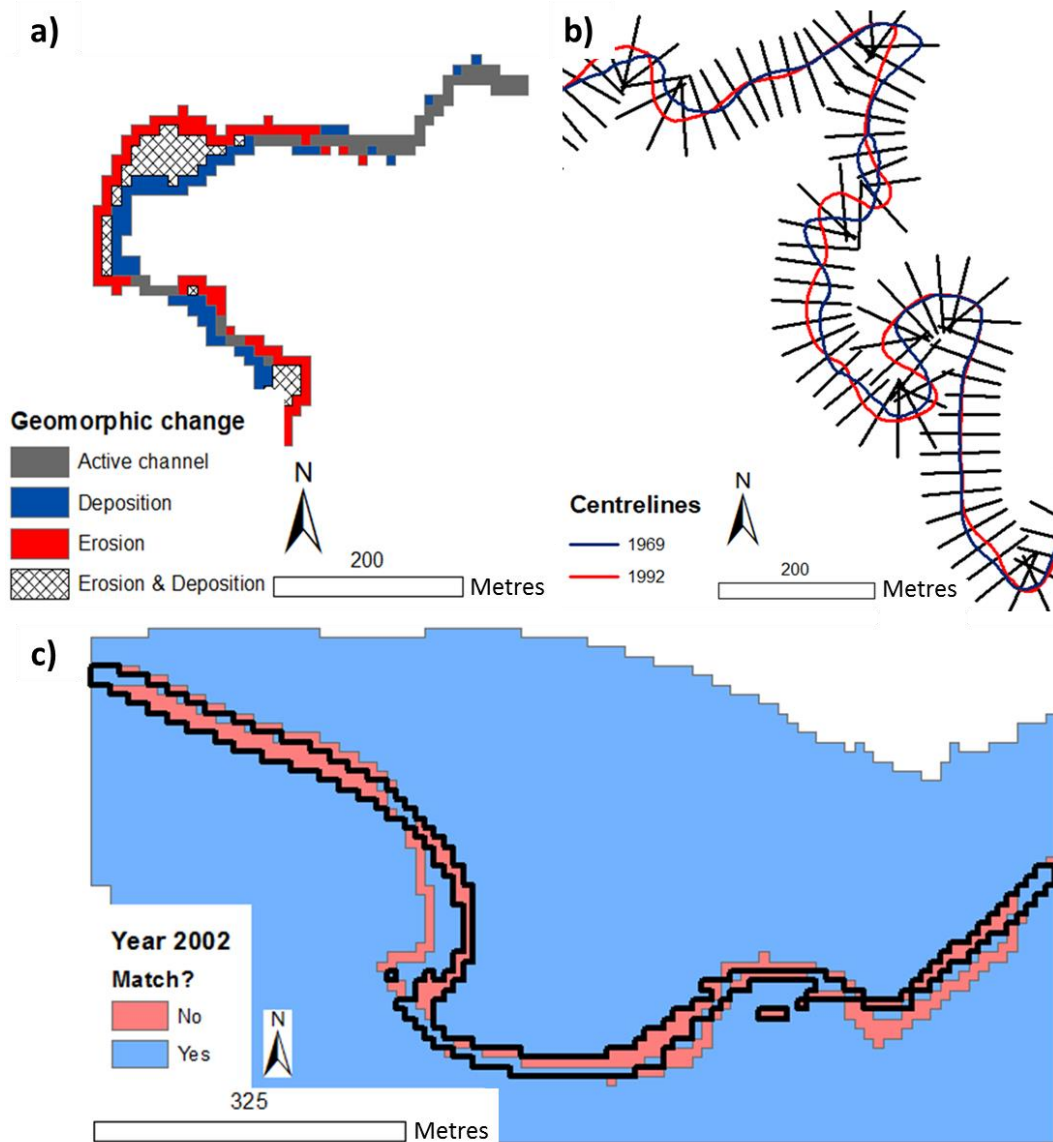 a)
Geomorphic change
Active channel
Deposition
Erosion
Erosion & Deposition
N
200
Metres
b)
Centrelines
1969
1992
N
200
Metres
c)
Year 2002
Match?
No
Yes
N
325
Metres